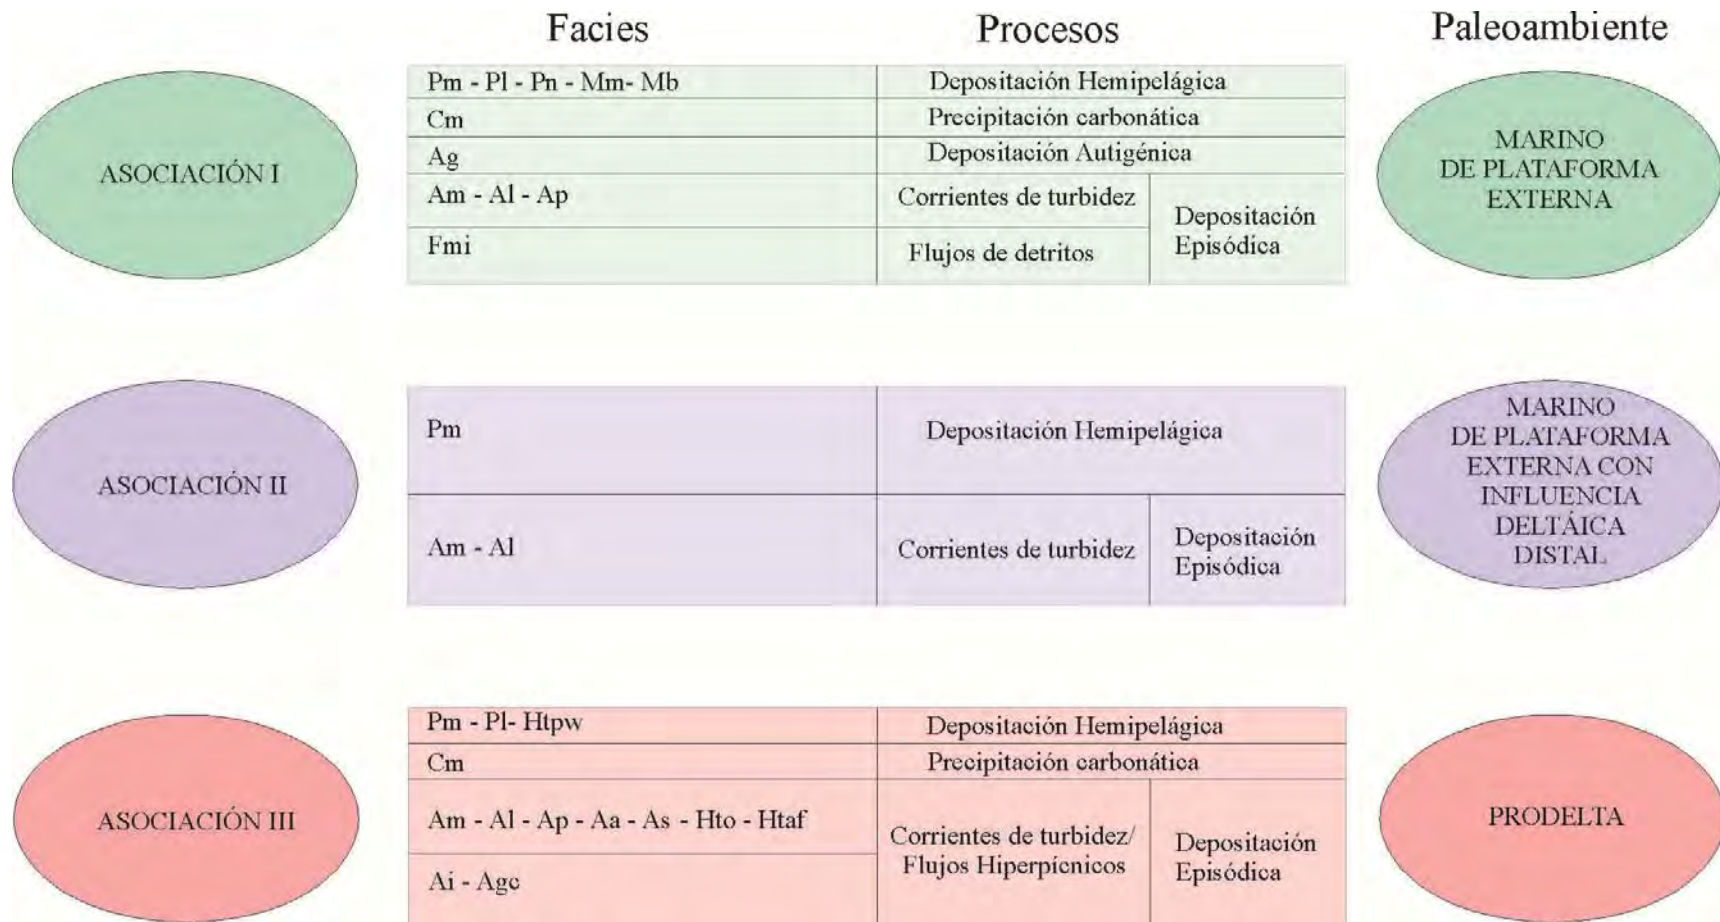 Facies Procesos Paleoambiente
ASOCIACIÓN I
Pm - Pl - Pn - Mm- Mb Depositación Hemipelágica
Cm Precipitación carbonática
Ag Depositación Autigénica
Am - Al - Ap Corrientes de turbidez
Fmi Flujos de detritos
Depositación
Episódica
MARINO
DE PLATAFORMA
EXTERNA
ASOCIACIÓN II
Pm Depositación Hemipelágica
Am - Al Corrientes de turbidez
Depositación
Episódica
MARINO
DE PLATAFORMA
EXTERNA CON
INFLUENCIA
DELTÁICA
DISTAL
ASOCIACIÓN III
Pm - Pl- Htpw Depositación Hemipelágica
Cm Precipitación carbonática
Am - Al - Ap - Aa - As - Hto - Htaf
Ai - Agc
Corrientes de turbidez/
Flujos Hiperpícnicos
Depositación
Episódica
PRODELTA